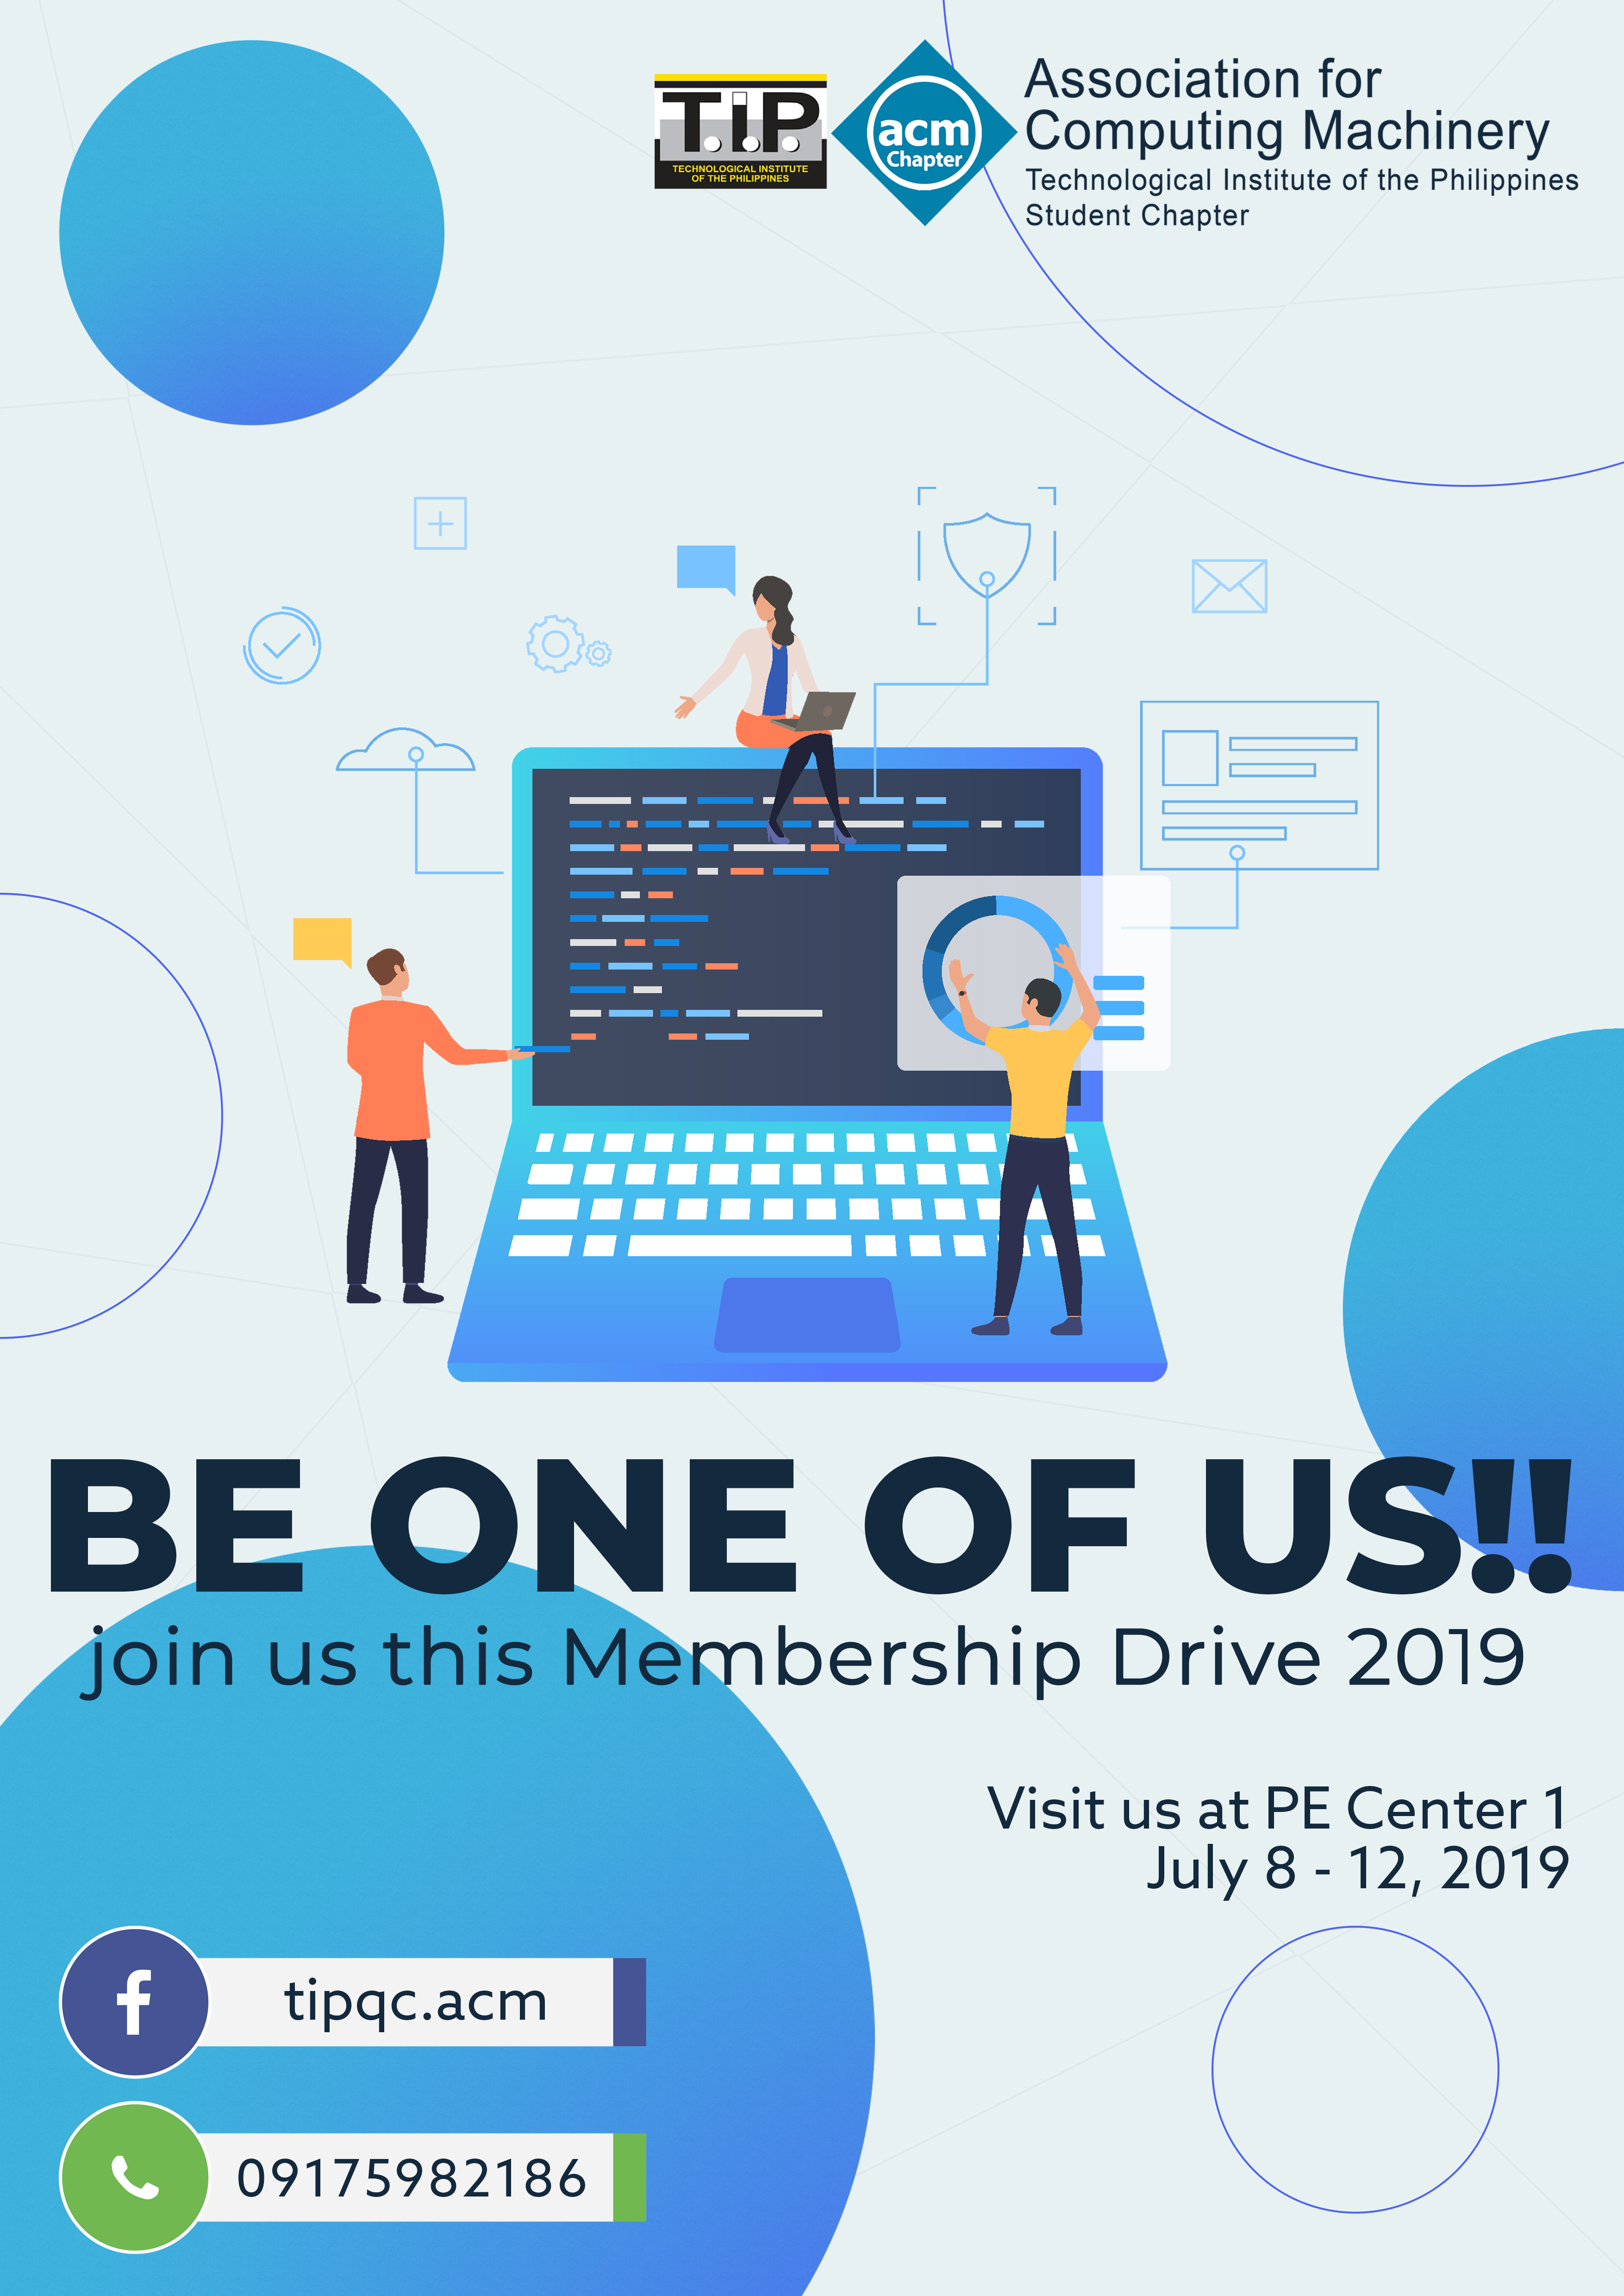 T.I.P.
TECHNOLOGICAL INSTITUTE
OF THE PHILIPPINES
acm
Chapter
Association for
Computing Machinery
Technological Institute of the Philippines
Student Chapter
BE ONE OF US!!
join us this Membership Drive 2019
Visit us at PE Center 1
July 8 - 12, 2019
f
tipqc.acm
09175982186